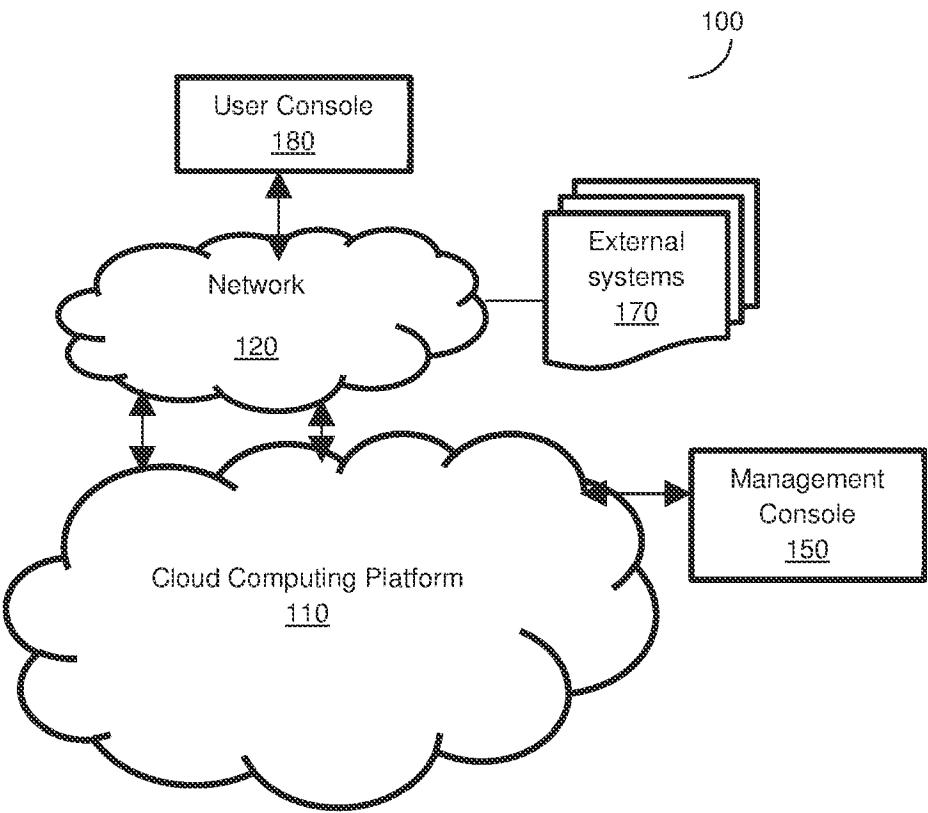 100
User Console
180
External
systems
170
Network
120
Management
Console
150
Cloud Computing Platform
110